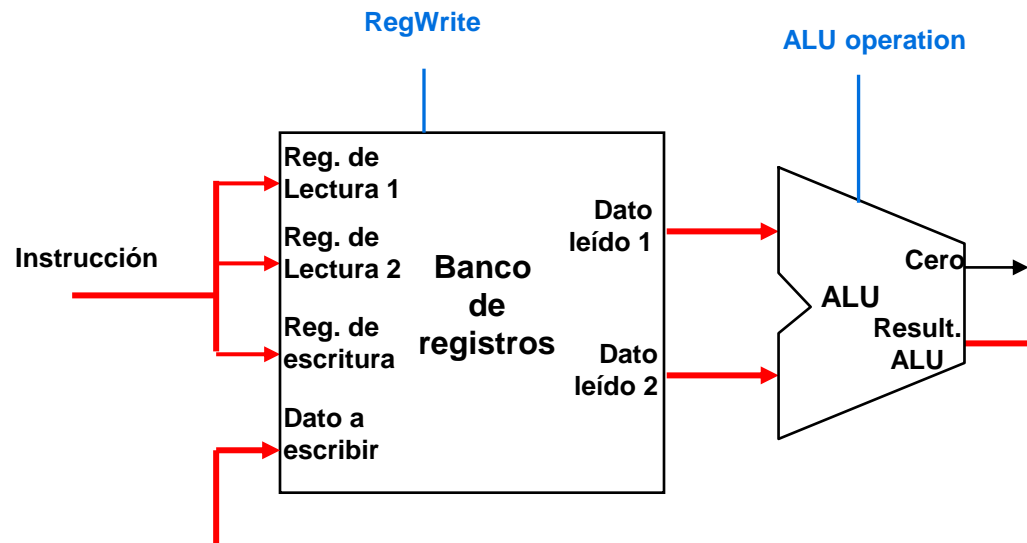 RegWrite
ALU operation
Reg. de
Lectura 1
Reg. de
Lectura 2
Reg. de
escritura
Dato a
escribir
Instrucción
Banco
de
registros
Dato
leído 1
Dato
leído 2
ALU
Cero
Result.
ALU